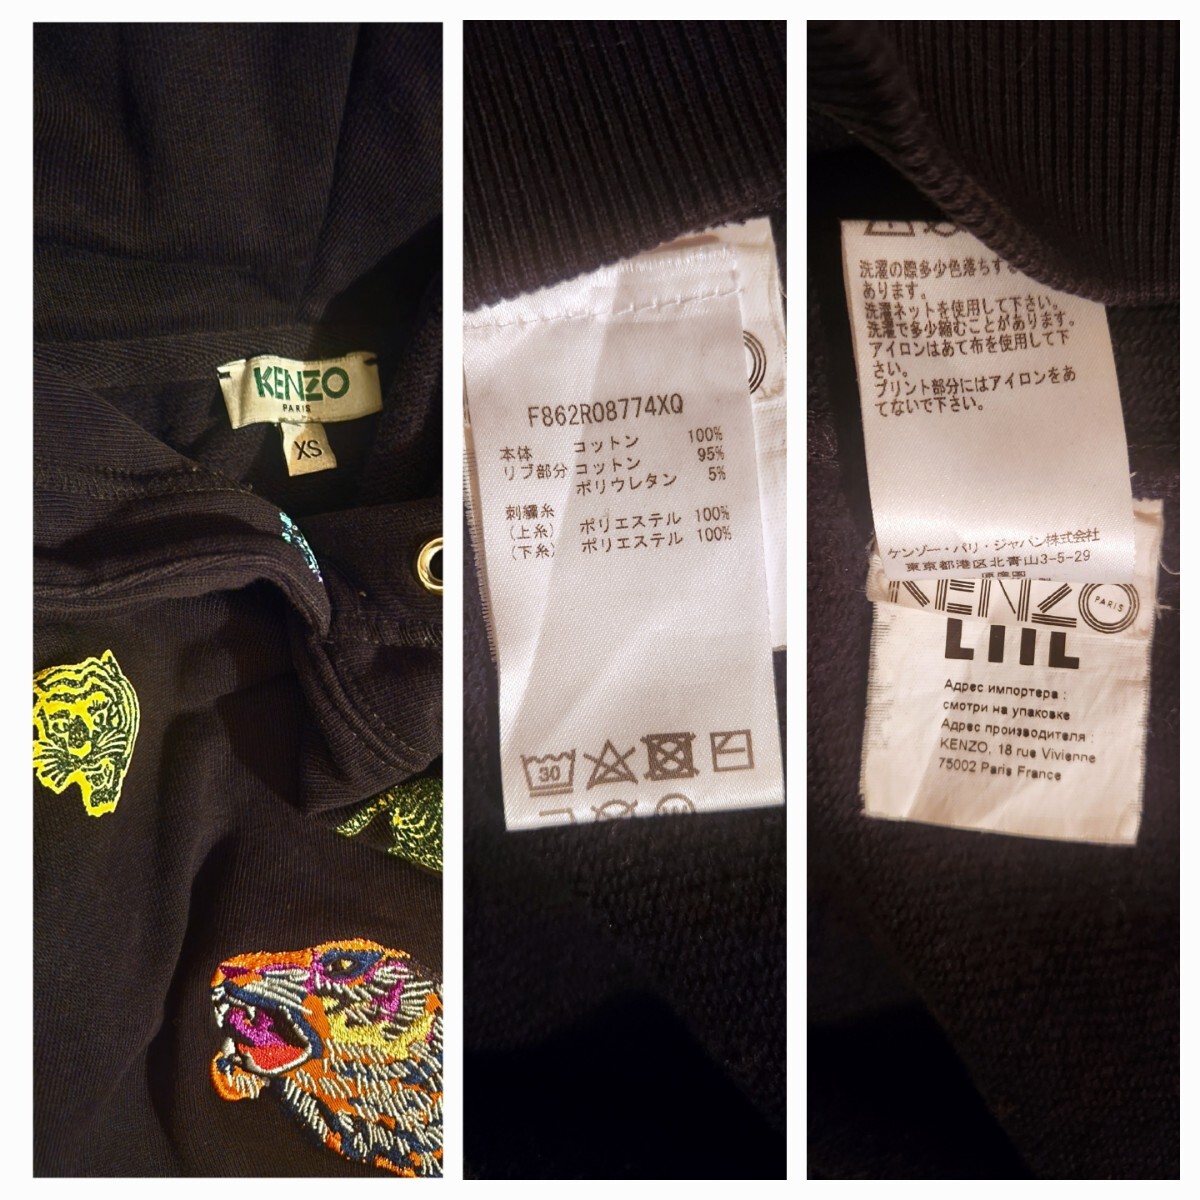 KENZO
PARIS
XS
F862R08774XQ
本体 コットン 100%
リブ部分 コットン 95%
ポリウレタン 5%
刺繍糸
(上糸) ポリエステル 100%
(下糸) ポリエステル 100%
30
洗濯の際多少色落ちす
あります。
洗濯ネットを使用して下さい。
洗濯で多少縮むことがあります。
アイロンはあて布を使用して下
さい。
プリント部分にはアイロンをあ
てないで下さい。
ケンゾー・パリ・ジャパン株式会社
東京都港区北青山3-5-29
KENZO PARIS
Адрес импортера :
смотри на упаковке
Адрес производителя :
KENZO, 18 rue Vivienne
75002 Paris France